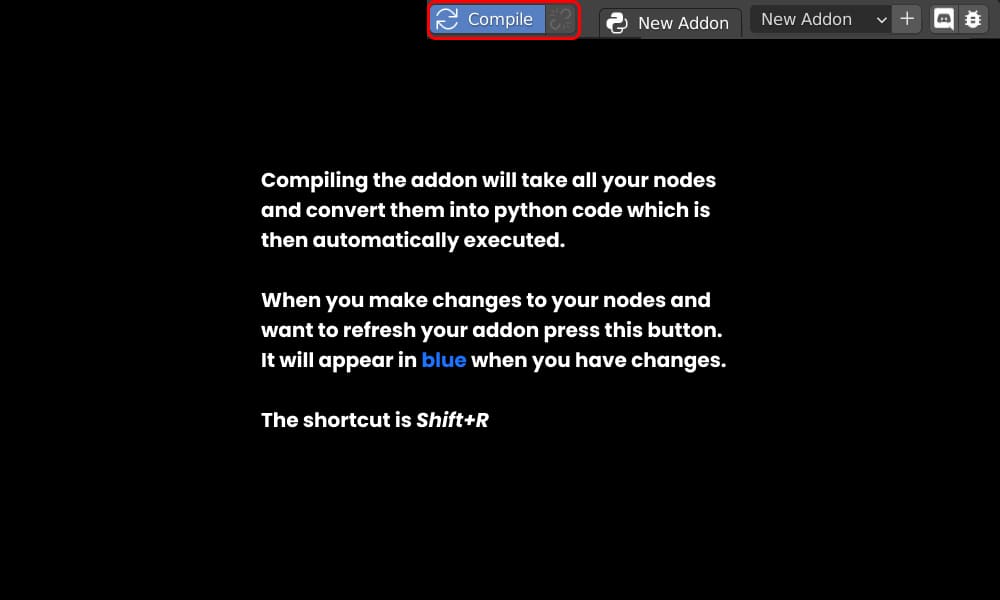 Compile New Addon New Addon
Compiling the addon will take all your nodes
and convert them into python code which is
then automatically executed.
When you make changes to your nodes and
want to refresh your addon press this button.
It will appear in blue when you have changes.
The shortcut is Shift+R